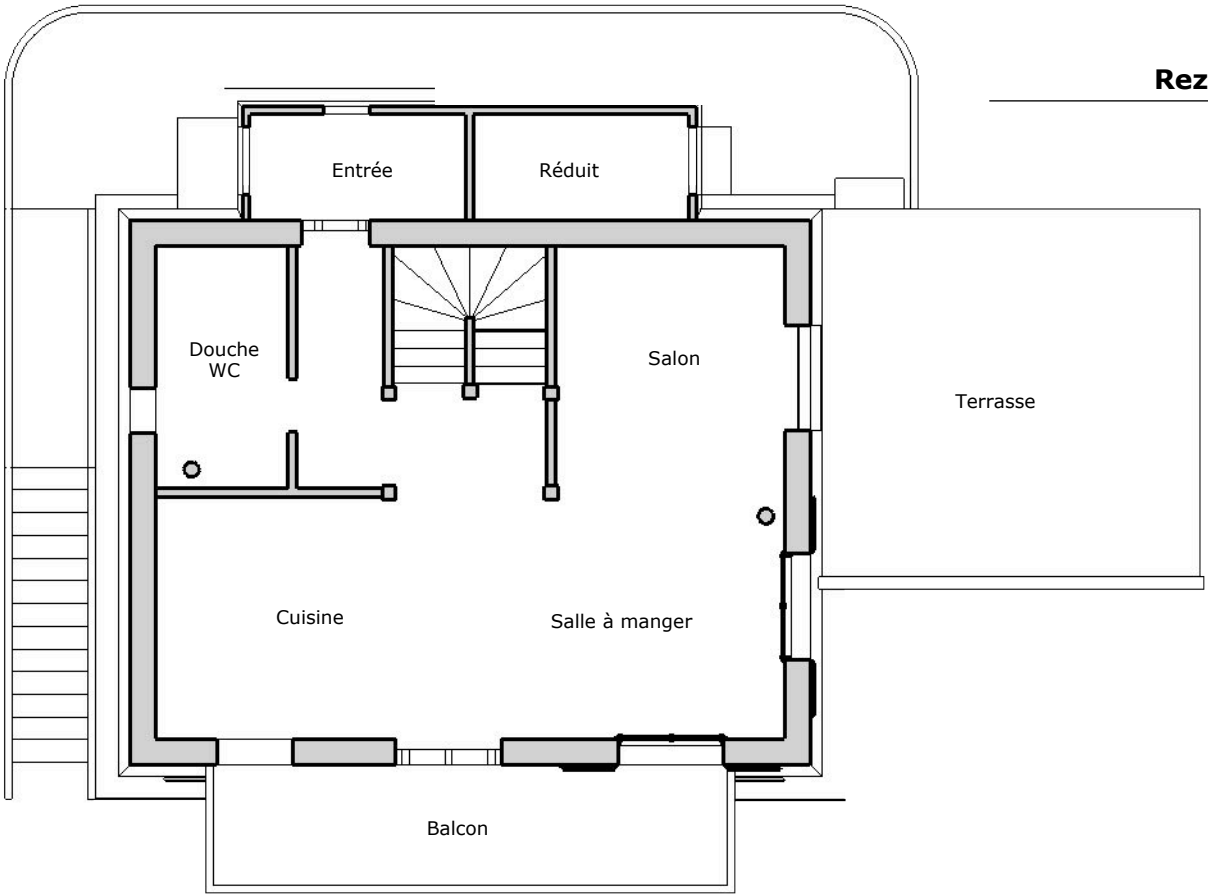 Rez
Entrée
Réduit
Douche
WC
Salon
Terrasse
Cuisine
Salle à manger
Balcon